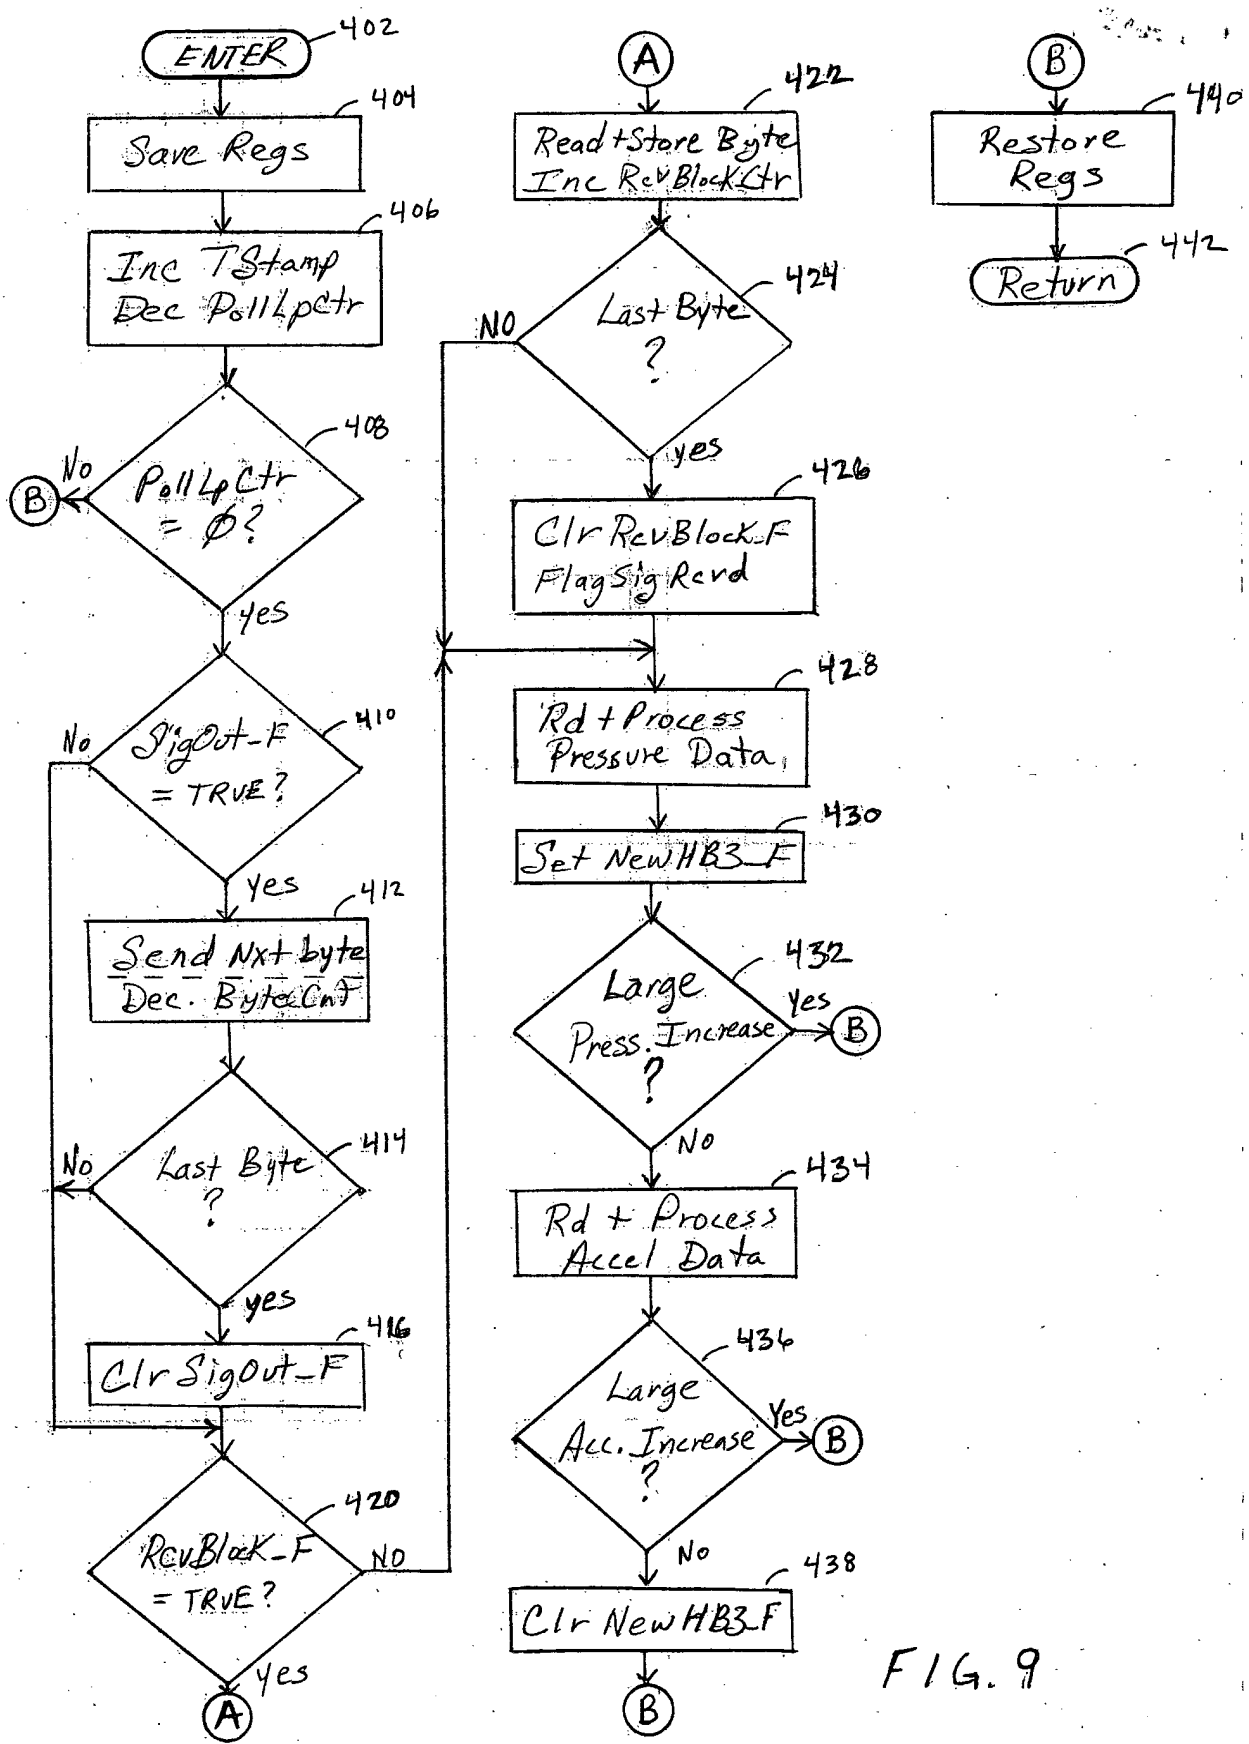 402
ENTER
404
Save Regs
406
Inc TStamp
Dec PollLpCtr
408
PollLpCtr
= Ø?
No
B
yes
410
SigOut_F
= TRUE?
No
yes
412
Send Nxt byte
Dec. ByteCnt
414
Last Byte
?
No
yes
416
Clr SigOut_F
420
RcvBlock_F
= TRUE?
NO
yes
A
A
422
Read + Store Byte
Inc RcvBlockCtr
424
Last Byte
?
NO
yes
426
Clr RcvBlock_F
Flag Sig Rcvd
428
Rd + Process
Pressure Data
430
Set NewHB3_F
432
Large
Press. Increase
?
Yes
B
No
434
Rd + Process
Accel Data
436
Large
Acc. Increase
?
Yes
B
No
438
Clr NewHB3_F
B
B
440
Restore
Regs
442
Return
FIG. 9